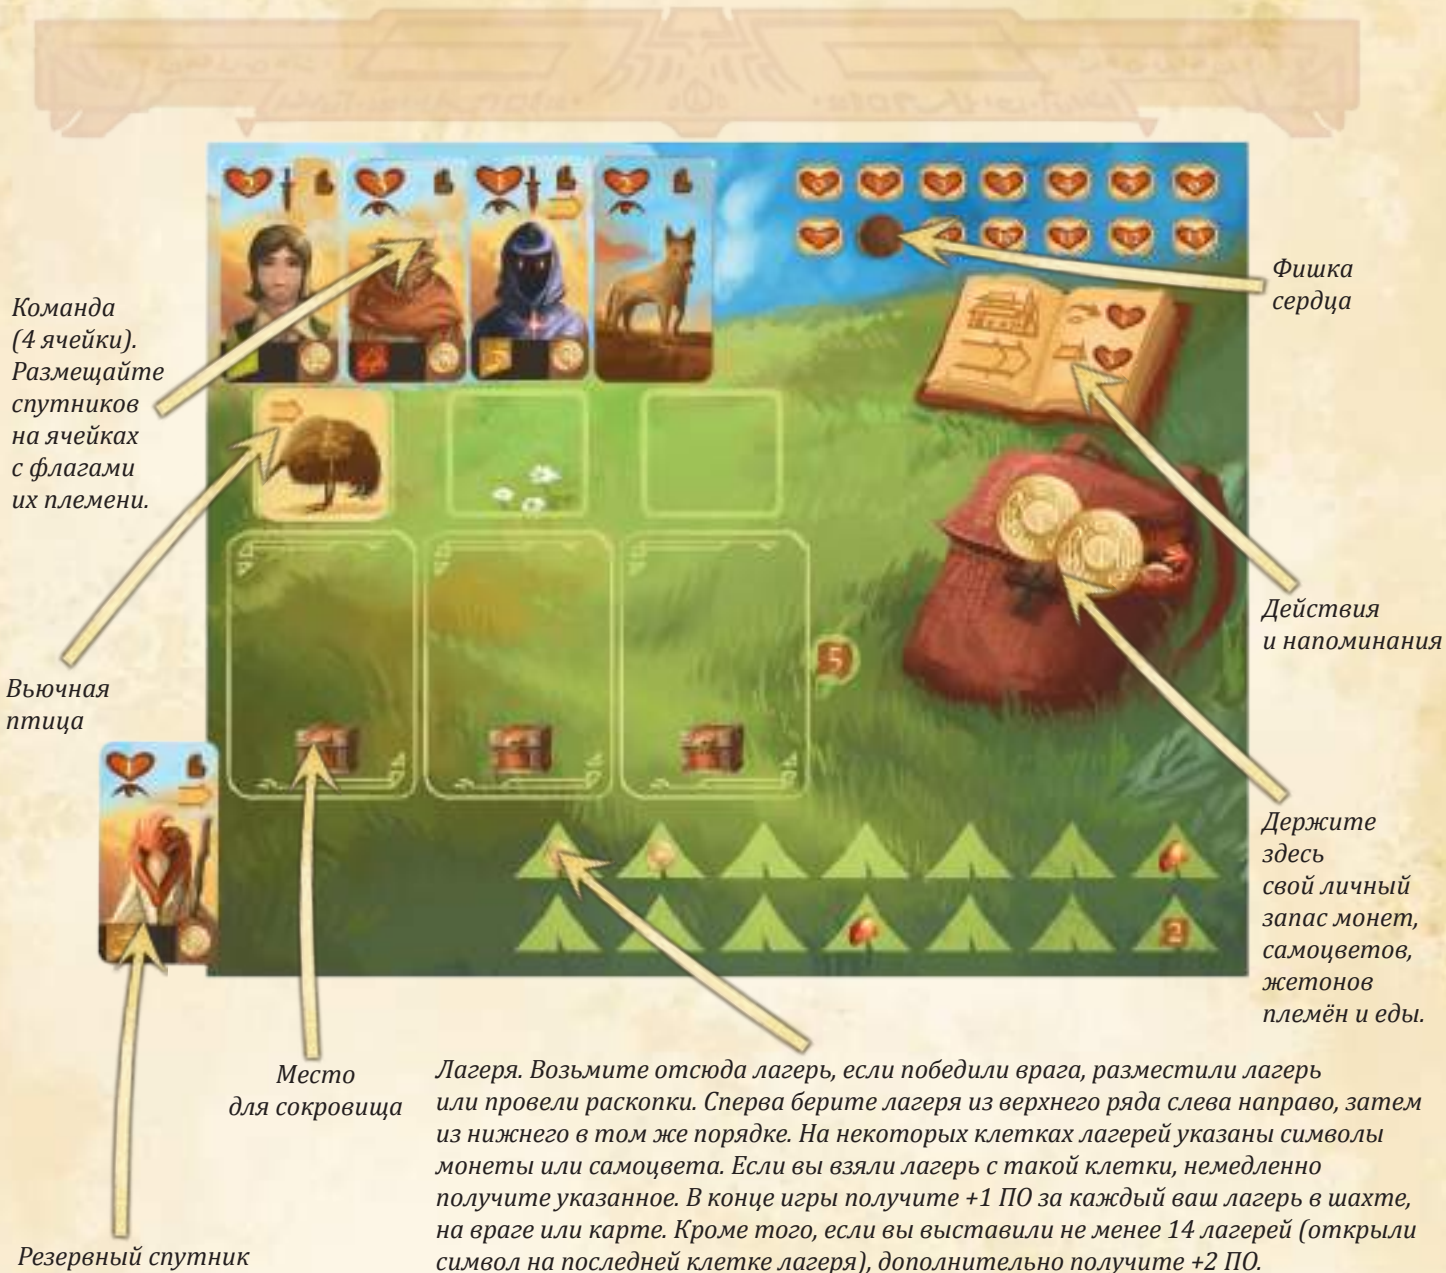 Команда
(4 ячейки).
Размещайте
спутников
на ячейках
с флагами
их племени.
Фишка
сердца
Вьючная
птица
5
Действия
и напоминания
Держите
здесь
свой личный
запас монет,
самоцветов,
жетонов
племён и еды.
2
Место
для сокровища
Лагеря. Возьмите отсюда лагерь, если победили врага, разместили лагерь
или провели раскопки. Сперва берите лагеря из верхнего ряда слева направо, затем
из нижнего в том же порядке. На некоторых клетках лагерей указаны символы
монеты или самоцвета. Если вы взяли лагерь с такой клетки, немедленно
получите указанное. В конце игры получите +1 ПО за каждый ваш лагерь в шахте,
на враге или карте. Кроме того, если вы выставили не менее 14 лагерей (открыли
символ на последней клетке лагеря), дополнительно получите +2 ПО.
Резервный спутник